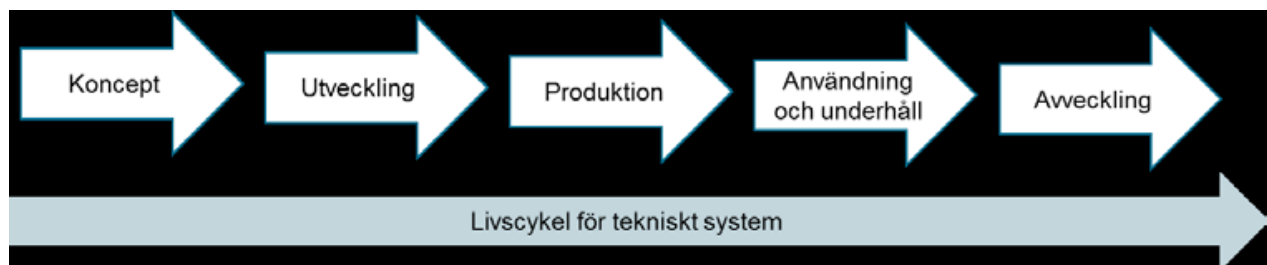 Koncept
Utveckling
Produktion
Användning
och underhåll
Avveckling
Livscykel för tekniskt system